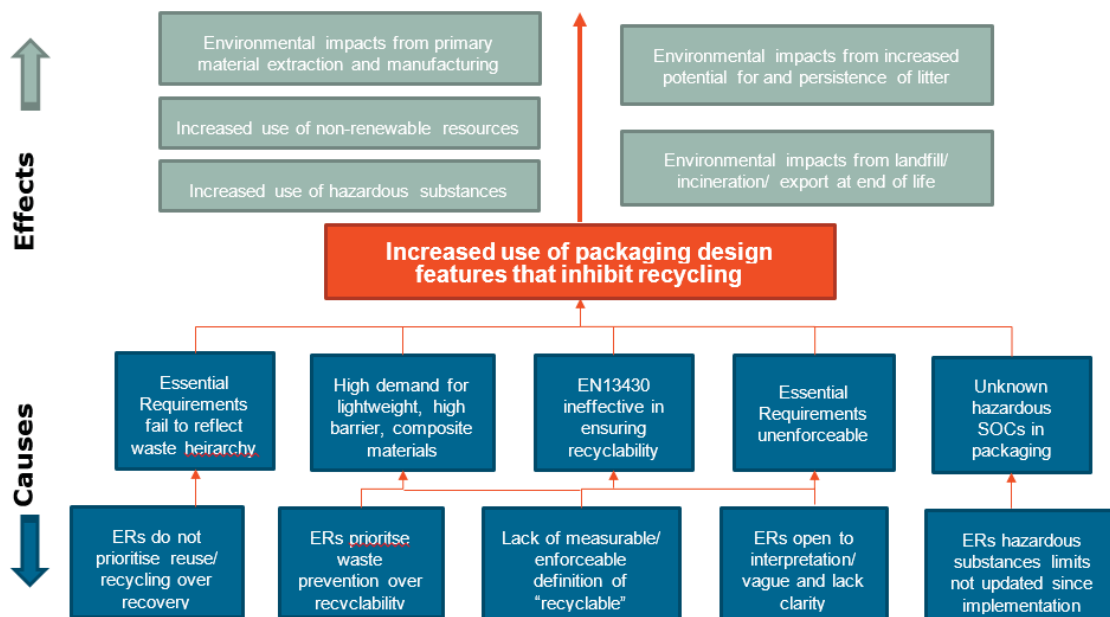 Effects
Environmental impacts from primary
material extraction and manufacturing
Increased use of non-renewable resources
Increased use of hazardous substances
Environmental impacts from increased
potential for and persistence of litter
Environmental impacts from landfill/
incineration/ export at end of life
Increased use of packaging design
features that inhibit recycling
Causes
Essential
Requirements
fail to reflect
waste heirarchy
High demand for
lightweight, high
barrier, composite
materials
EN13430
ineffective in
ensuring
recyclability
Essential
Requirements
unenforceable
Unknown
hazardous
SOCs in
packaging
ERs do not
prioritise reuse/
recycling over
recovery
ERs prioritse
waste
prevention over
recyclability
Lack of measurable/
enforceable
definition of
“recyclable”
ERs open to
interpretation/
vague and lack
clarity
ERs hazardous
substances limits
not updated since
implementation